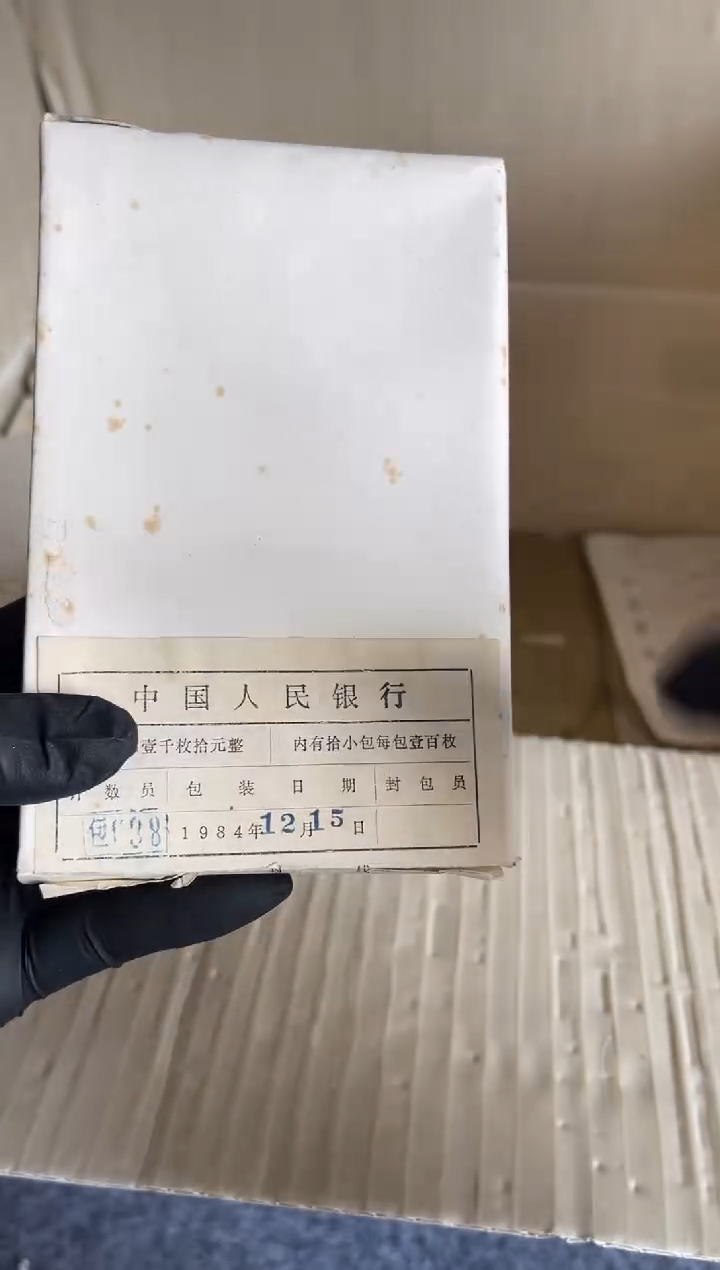 中国人民银行
壹千枚拾元整 内有拾小包每包壹百枚
数员 包装日期 封包员
1984年12月15日